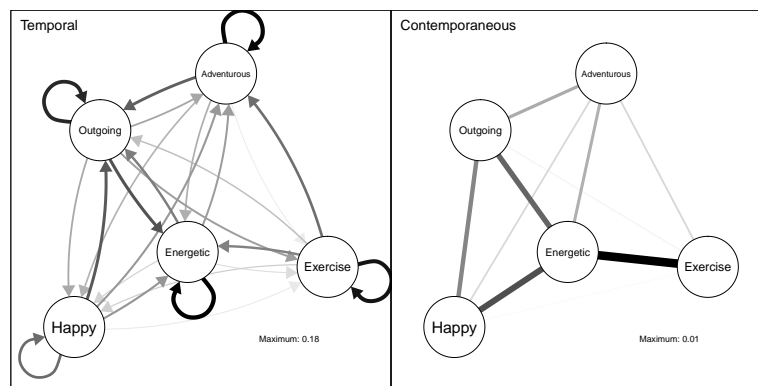 Temporal
Adventurous
Outgoing
Energetic
Exercise
Happy
Maximum: 0.18
Contemporaneous
Adventurous
Outgoing
Energetic
Exercise
Happy
Maximum: 0.01